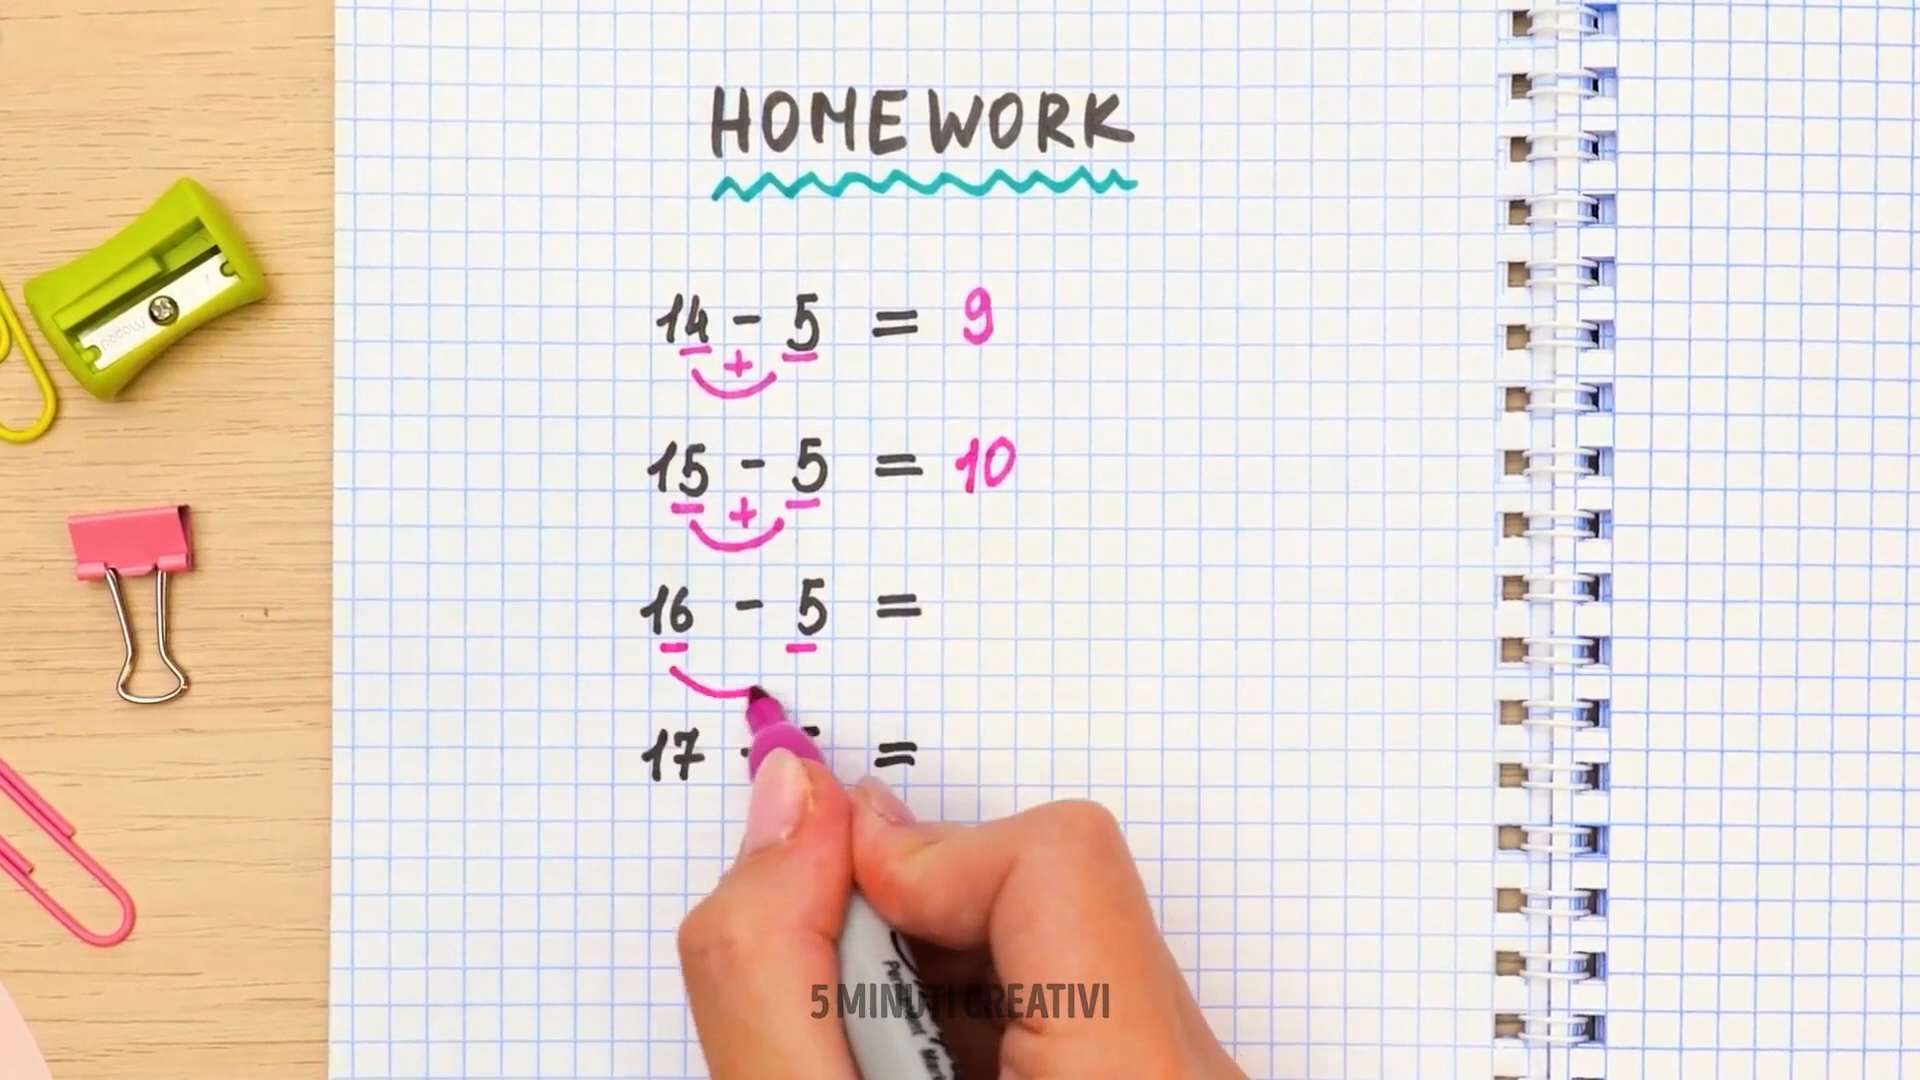 HOMEWORK
14 - 5 = 9
+
15 - 5 = 10
+
16 - 5 =
17 - =
5 MINUTI CREATIVI